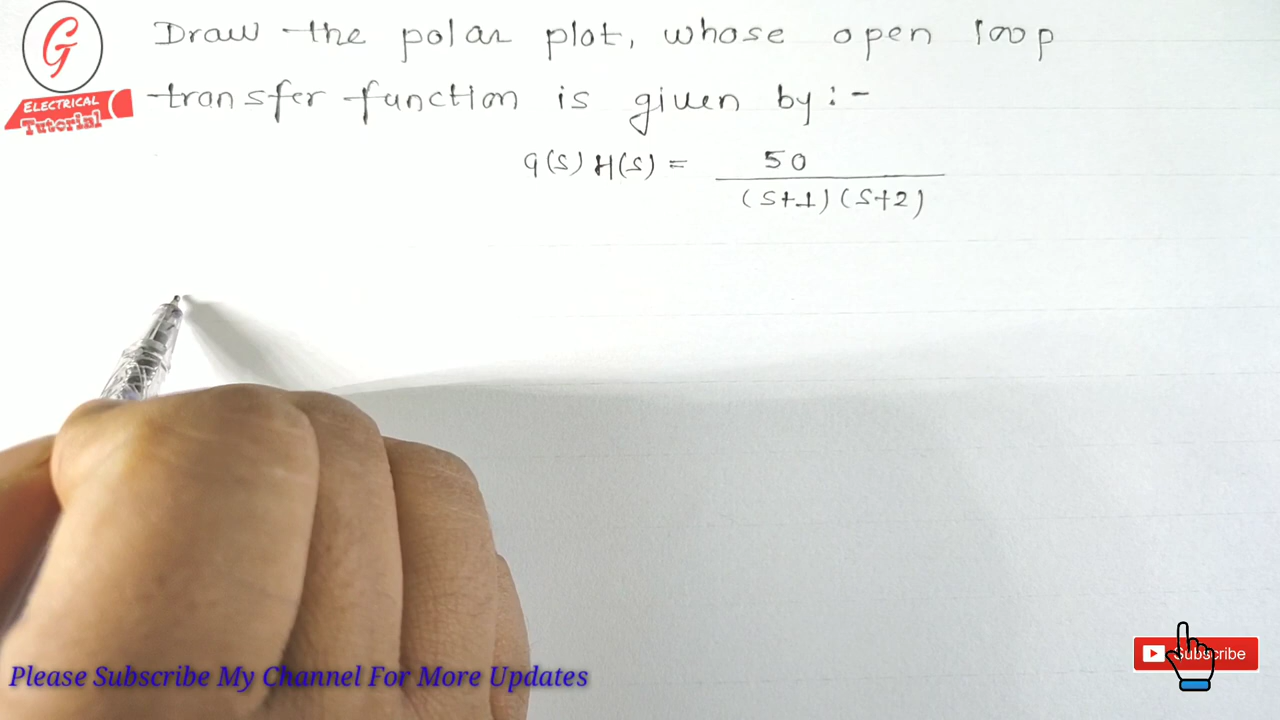 G
ELECTRICAL
Tutorial
Draw the polar plot, whose open loop
transfer function is given by :-
G(S) H(S) = 50
(S+1) (S+2)
Please Subscribe My Channel For More Updates
Subscribe